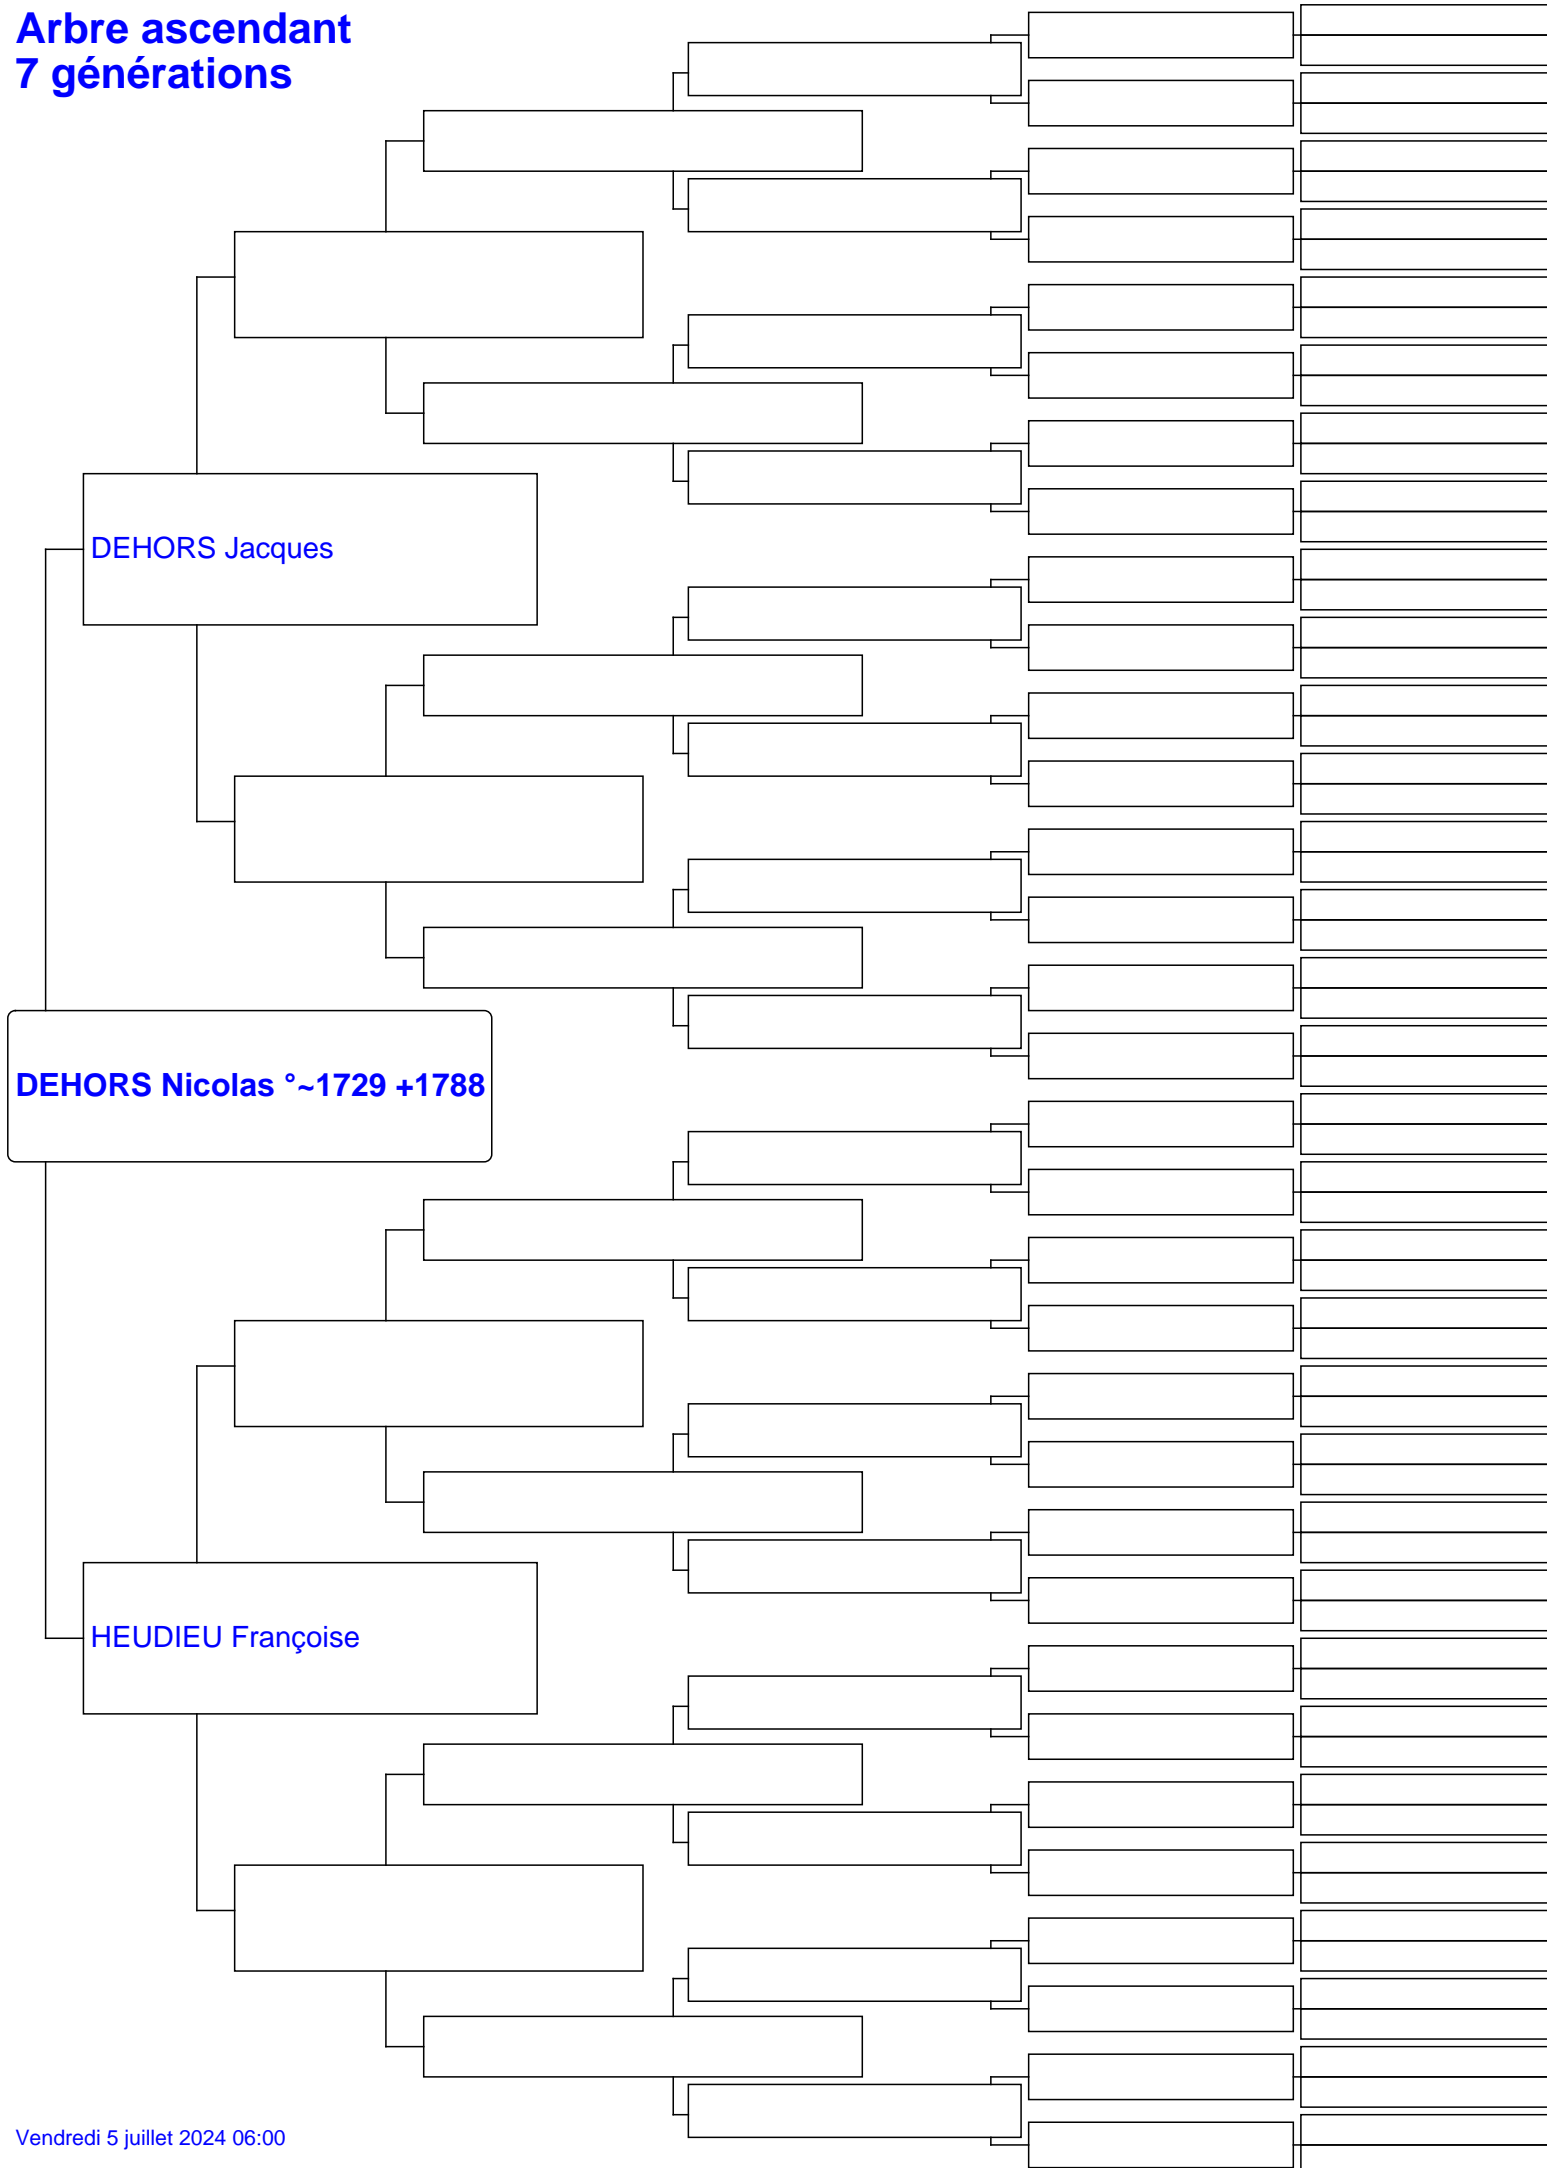 Arbre ascendant
7 générations
DEHORS Jacques
DEHORS Nicolas °~1729 +1788
HEUDIEU Françoise
Vendredi 5 juillet 2024 06:00